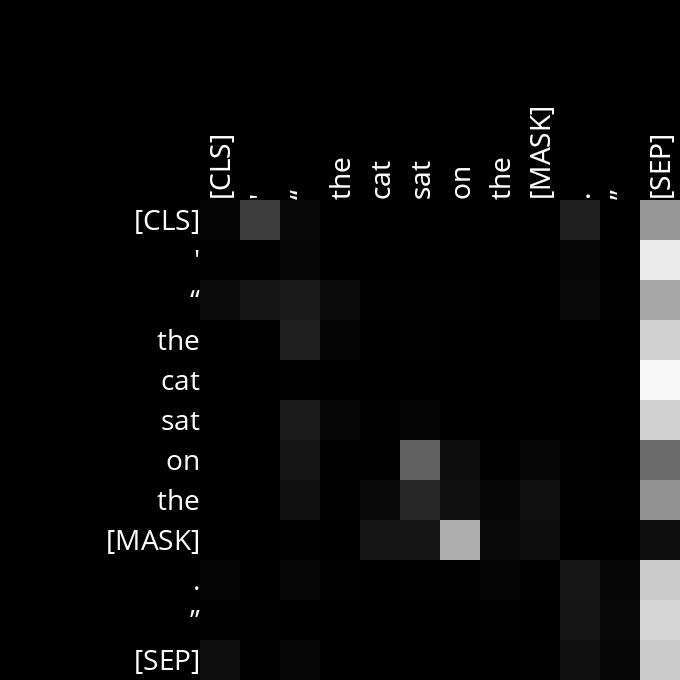 [CLS] ' “ the cat sat on the [MASK] . ” [SEP]
[CLS]
'
“
the
cat
sat
on
the
[MASK]
.
”
[SEP]